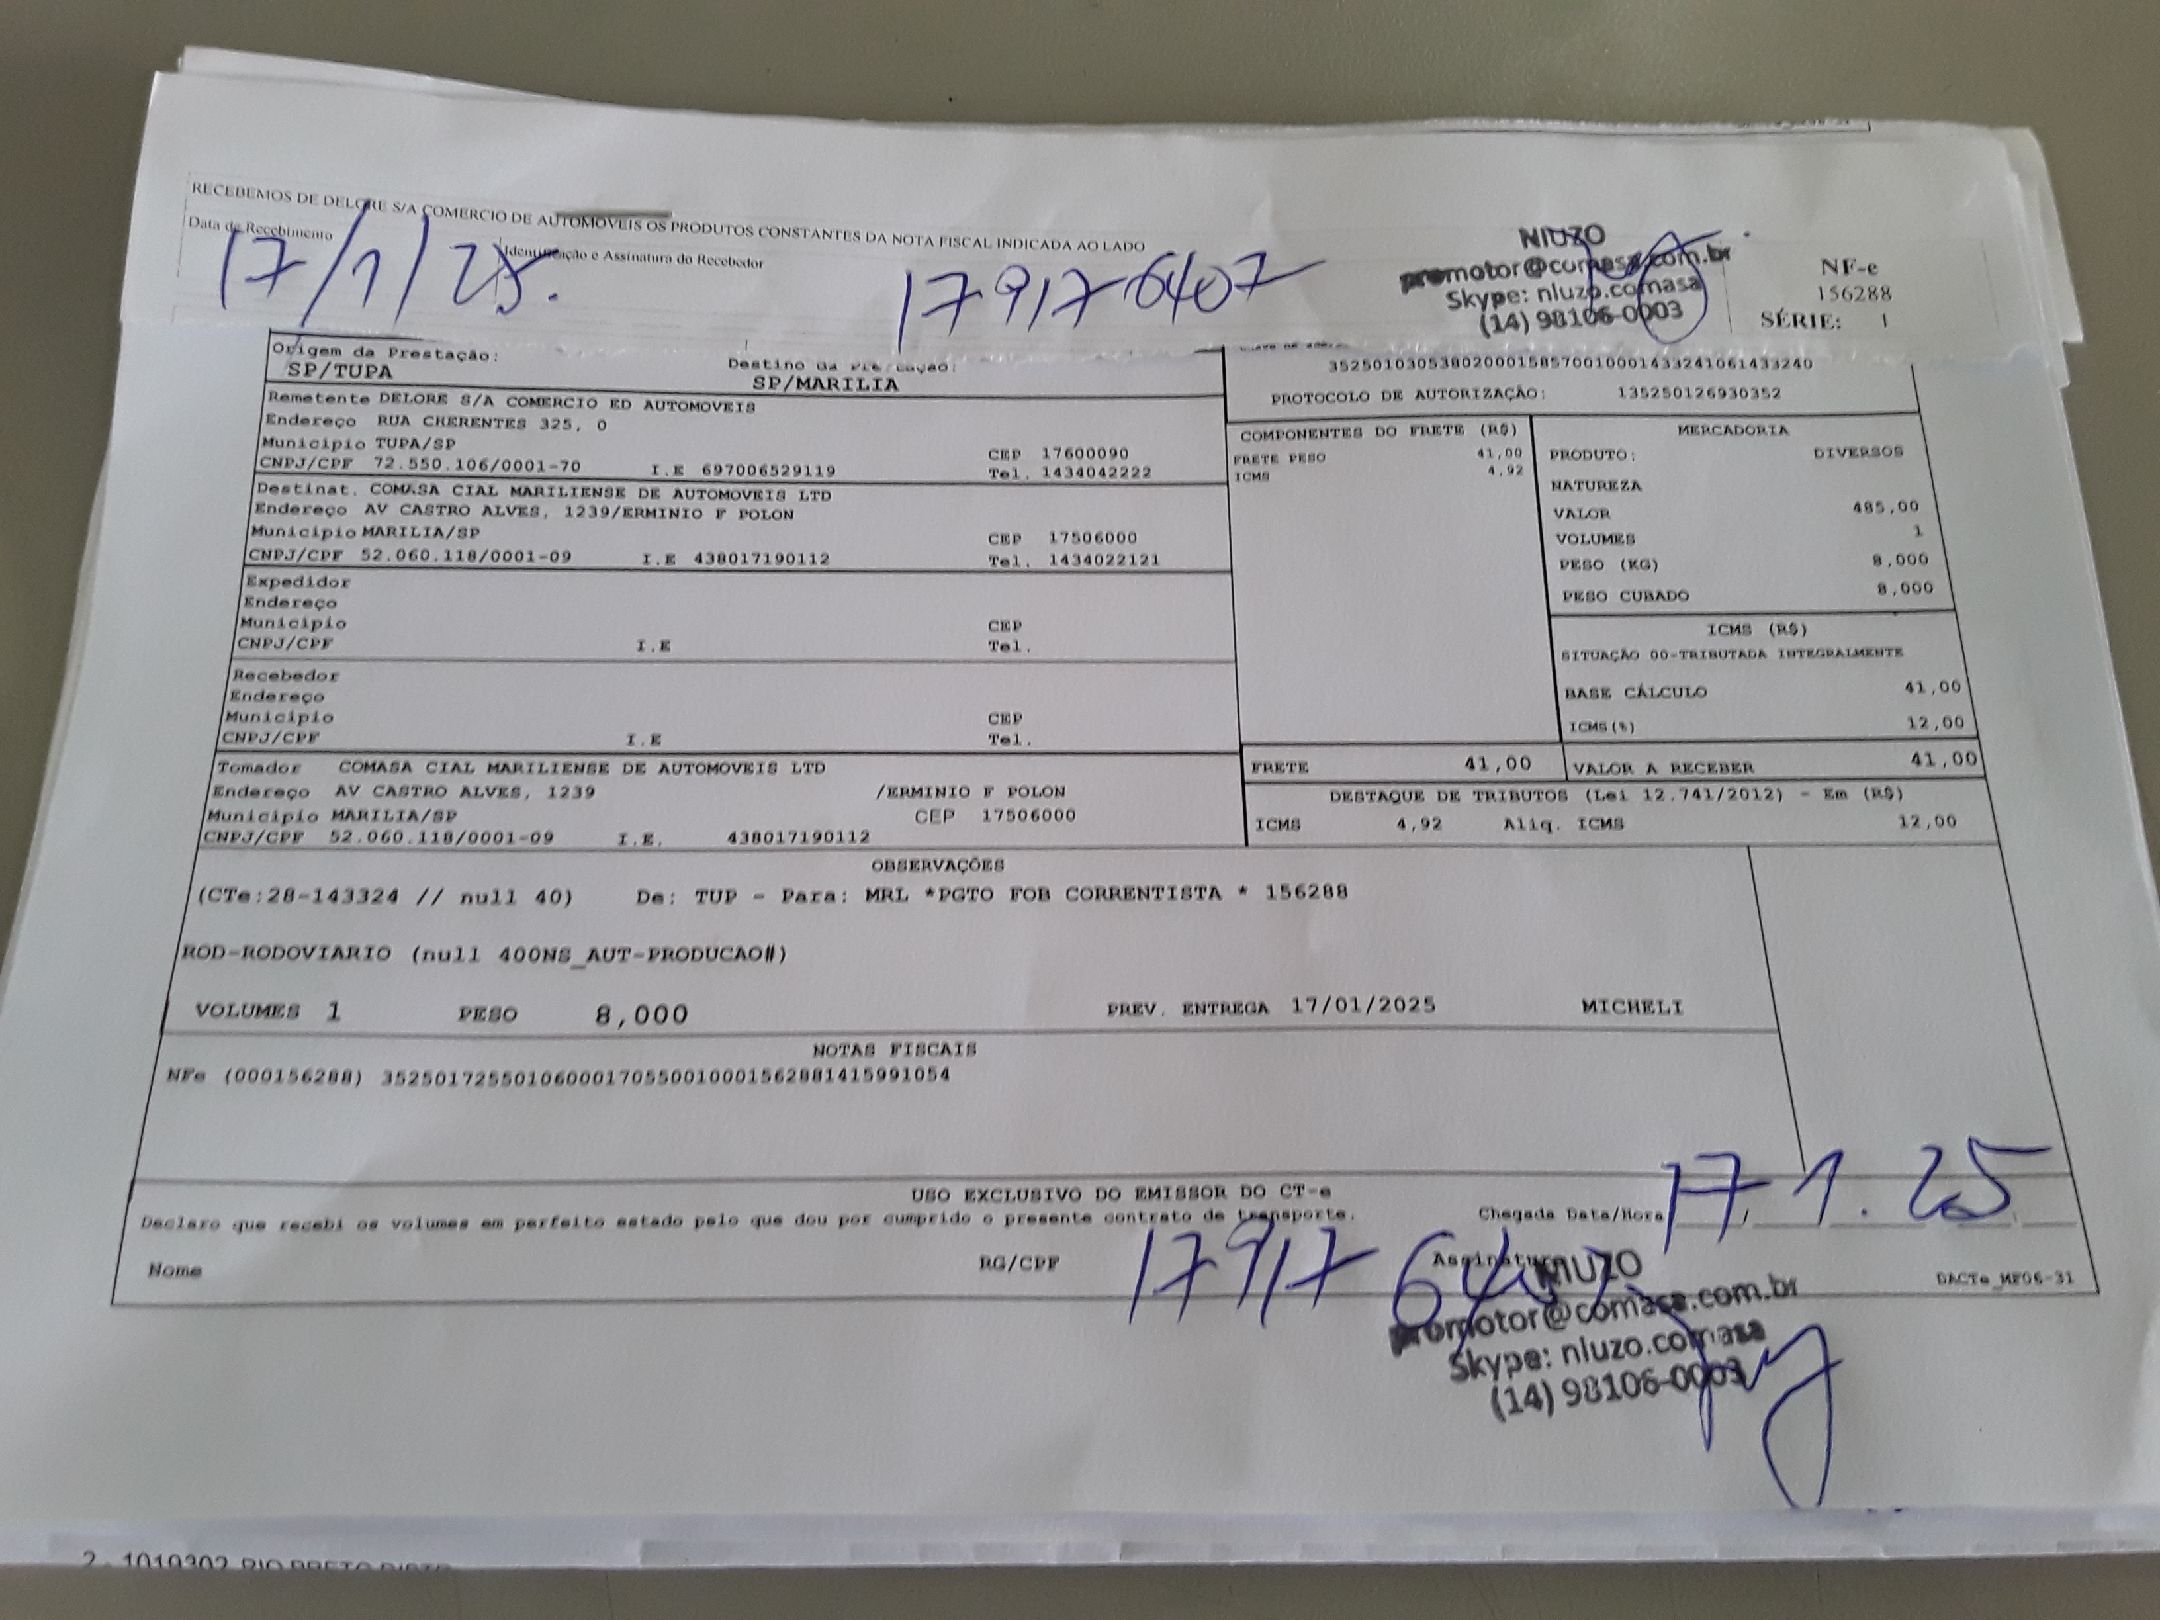 RECEBEMOS DE DELORE S/A COMERCIO DE AUTOMOVEIS OS PRODUTOS CONSTANTES DA NOTA FISCAL INDICADA AO LADO
Data de Recebimento
Identificação e Assinatura do Recebedor
17/1/25.
179176407
NIUZO
promotor@comasa.com.br
Skype: niuzo.comasa
(14) 98106-0003
NF-e
156288
SÉRIE: 1
Origem da Prestação:
SP/TUPA
Destino da Prestação:
SP/MARILIA
35250103053802000158570010001433241061433240
PROTOCOLO DE AUTORIZAÇÃO: 135250126930352
Remetente DELORE S/A COMERCIO ED AUTOMOVEIS
Endereço RUA CHERENTES 325, 0
Municipio TUPA/SP CEP 17600090
CNPJ/CPF 72.550.106/0001-70 I.E 697006529119 Tel. 1434042222
Destinat. COMASA CIAL MARILIENSE DE AUTOMOVEIS LTD
Endereço AV CASTRO ALVES, 1239/ERMINIO F POLON
Municipio MARILIA/SP CEP 17506000
CNPJ/CPF 52.060.118/0001-09 I.E 438017190112 Tel. 1434022121
Expedidor
Endereço
Municipio CEP
CNPJ/CPF I.E Tel.
Recebedor
Endereço
Municipio CEP
CNPJ/CPF I.E Tel.
Tomador COMASA CIAL MARILIENSE DE AUTOMOVEIS LTD
Endereço AV CASTRO ALVES, 1239 /ERMINIO F POLON
Municipio MARILIA/SP CEP 17506000
CNPJ/CPF 52.060.118/0001-09 I.E. 438017190112
COMPONENTES DO FRETE (R$)
FRETE PESO 41,00
ICMS 4,92
MERCADORIA
PRODUTO: DIVERSOS
NATUREZA
VALOR 485,00
VOLUMES 1
PESO (KG) 8,000
PESO CUBADO 8,000
ICMS (R$)
SITUAÇÃO 00-TRIBUTADA INTEGRALMENTE
BASE CÁLCULO 41,00
ICMS(%) 12,00
FRETE 41,00 VALOR A RECEBER 41,00
DESTAQUE DE TRIBUTOS (Lei 12.741/2012) - Em (R$)
ICMS 4,92 Aliq. ICMS 12,00
OBSERVAÇÕES
(CTe:28-143324 // null 40) De: TUP - Para: MRL *PGTO FOB CORRENTISTA * 156288
ROD-RODOVIARIO (null 400NS_AUT-PRODUCAO#)
VOLUMES 1 PESO 8,000 PREV. ENTREGA 17/01/2025 MICHELI
NOTAS FISCAIS
NFe (000156288) 35250172550106000170550010001562881415991054
USO EXCLUSIVO DO EMISSOR DO CT-e
Declaro que recebi os volumes em perfeito estado pelo que dou por cumprido o presente contrato de transporte.
Chegada Data/Hora 17 / 1 . 25
Nome RG/CPF 179176407 Assinatura
NIUZO
promotor@comasa.com.br
Skype: niuzo.comasa
(14) 98106-0003
DACTe_MF06-31
2 - 1019302 RIO PRETO